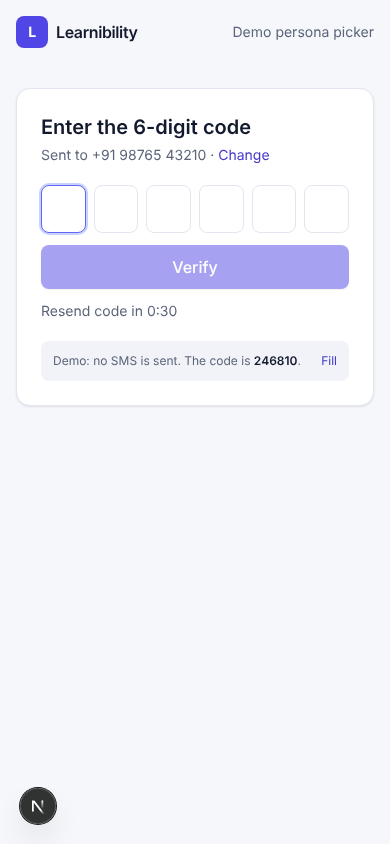 L Learnibility Demo persona picker
Enter the 6-digit code
Sent to +91 98765 43210 · Change
Verify
Resend code in 0:30
Demo: no SMS is sent. The code is 246810. Fill
N